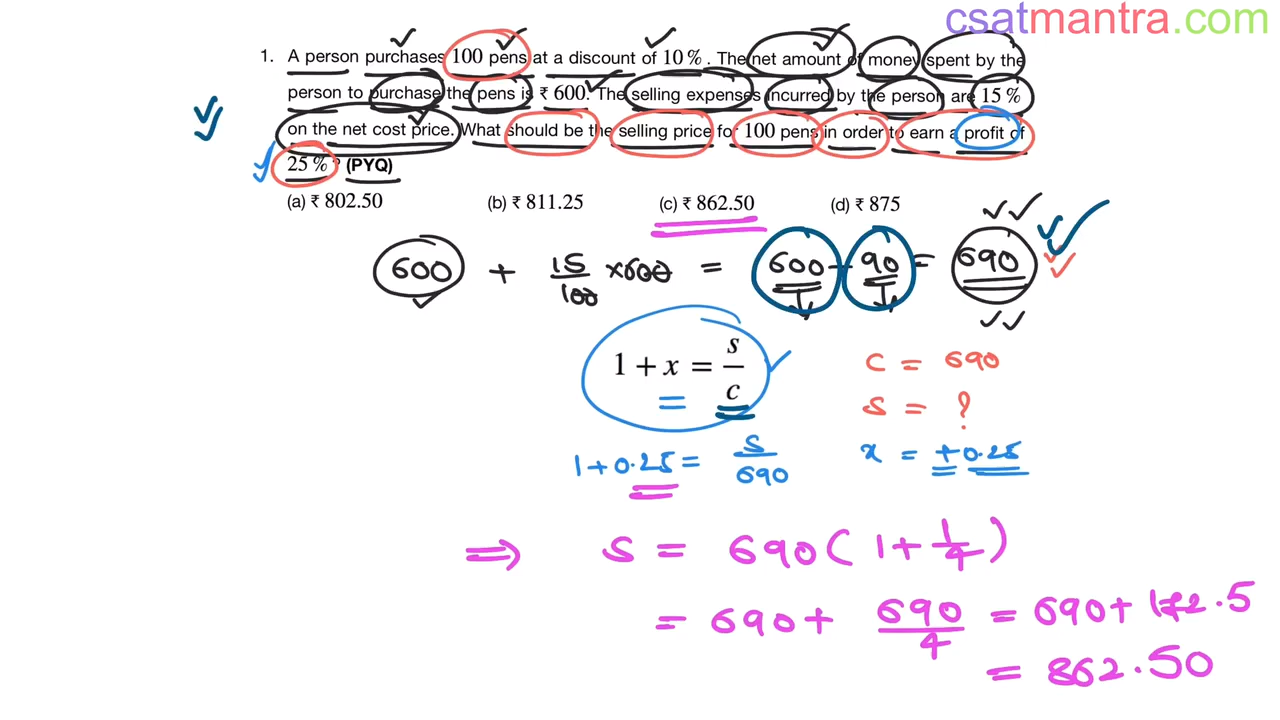 csatmantra.com
1. A person purchases 100 pens at a discount of 10 %. The net amount of money spent by the
person to purchase the pens is ₹ 600. The selling expenses incurred by the person are 15 %
on the net cost price. What should be the selling price for 100 pens in order to earn a profit of
25 % ? (PYQ)
(a) ₹ 802.50 (b) ₹ 811.25 (c) ₹ 862.50 (d) ₹ 875
600 + 15/100 × 600 = 600 + 90 = 690
1 + x = s/c
c = 690
s = ?
1 + 0.25 = s/690
x = +0.25
⇒ s = 690 ( 1 + 1/4 )
= 690 + 690/4 = 690 + 172.5
= 862.50